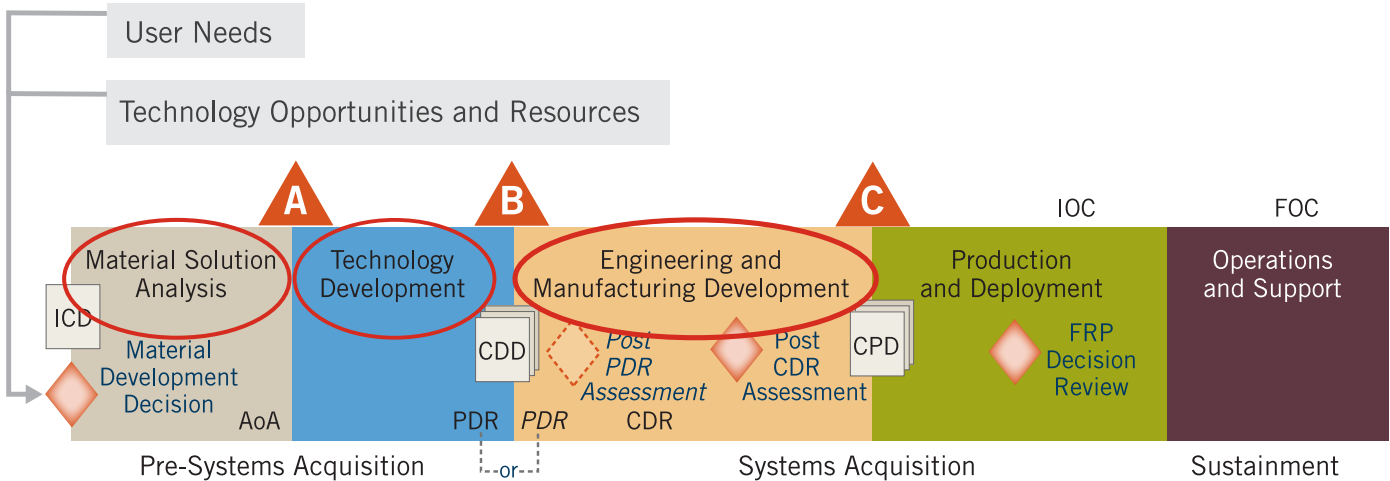 User Needs
Technology Opportunities and Resources
A
B
C
IOC
FOC
Material Solution
Analysis
Technology
Development
Engineering and
Manufacturing Development
Production
and Deployment
Operations
and Support
ICD
Material
Development
Decision
AoA
CDD
PDR
or
PDR
Post
PDR
Assessment
CDR
Post
CDR
Assessment
CPD
FRP
Decision
Review
Pre-Systems Acquisition
Systems Acquisition
Sustainment